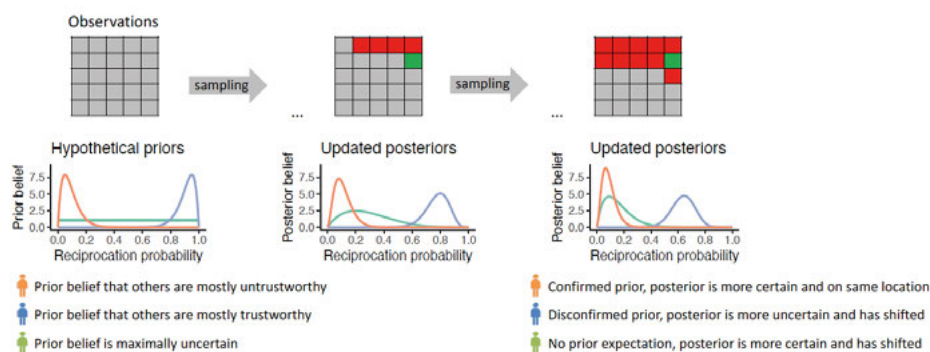 Observations
sampling
sampling
...
...
Hypothetical priors
Updated posteriors
Updated posteriors
Prior belief
7.5
5.0
2.5
0.0
0.0 0.2 0.4 0.6 0.8 1.0
Reciprocation probability
Posterior belief
7.5
5.0
2.5
0.0
0.0 0.2 0.4 0.6 0.8 1.0
Reciprocation probability
Posterior belief
7.5
5.0
2.5
0.0
0.0 0.2 0.4 0.6 0.8 1.0
Reciprocation probability
Prior belief that others are mostly untrustworthy
Prior belief that others are mostly trustworthy
Prior belief is maximally uncertain
Confirmed prior, posterior is more certain and on same location
Disconfirmed prior, posterior is more uncertain and has shifted
No prior expectation, posterior is more certain and has shifted